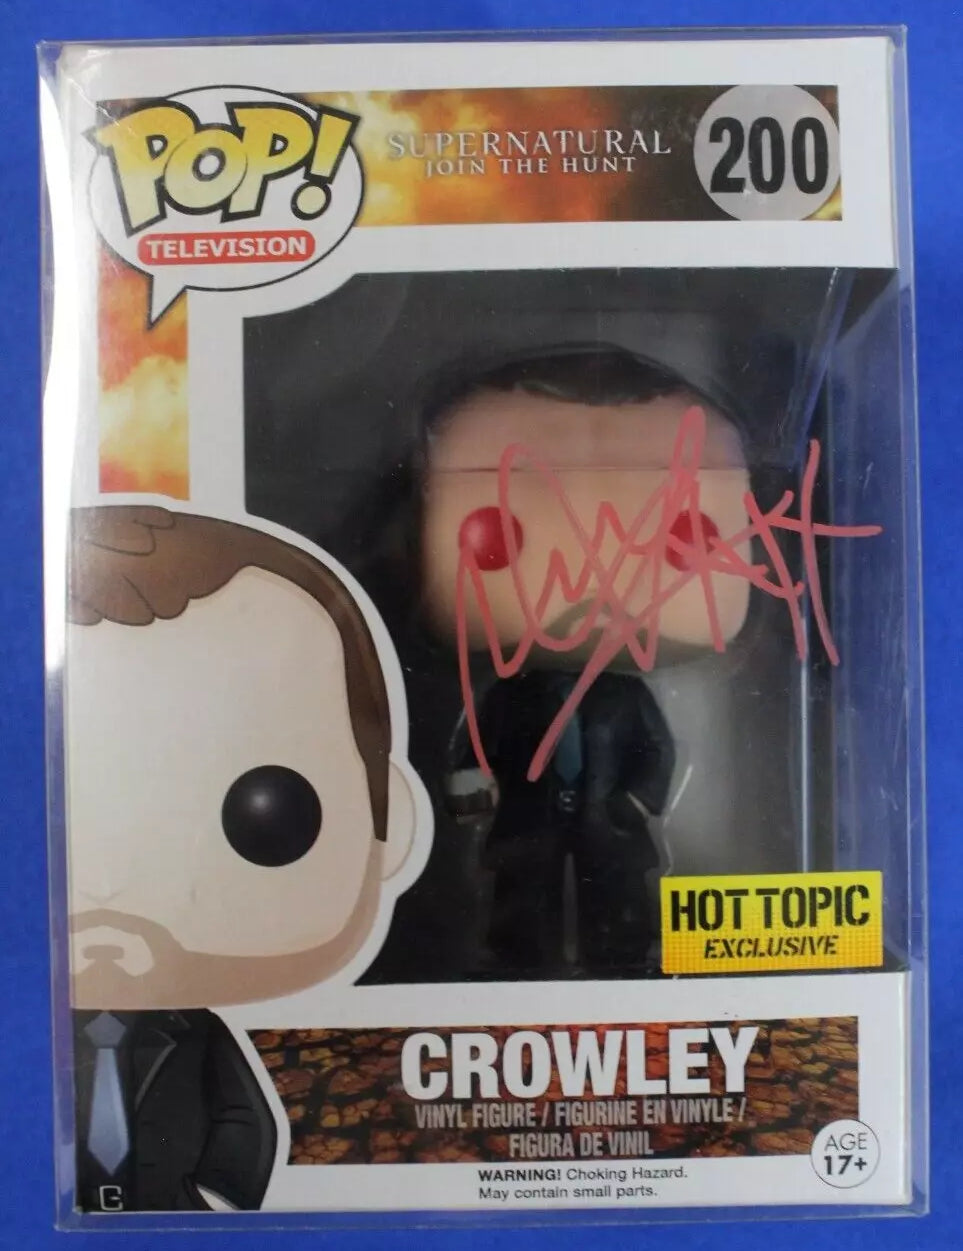 POP!
TELEVISION
SUPERNATURAL
JOIN THE HUNT
200
HOT TOPIC
EXCLUSIVE
CROWLEY
VINYL FIGURE / FIGURINE EN VINYLE /
FIGURA DE VINIL
WARNING! Choking Hazard.
May contain small parts.
AGE
17+